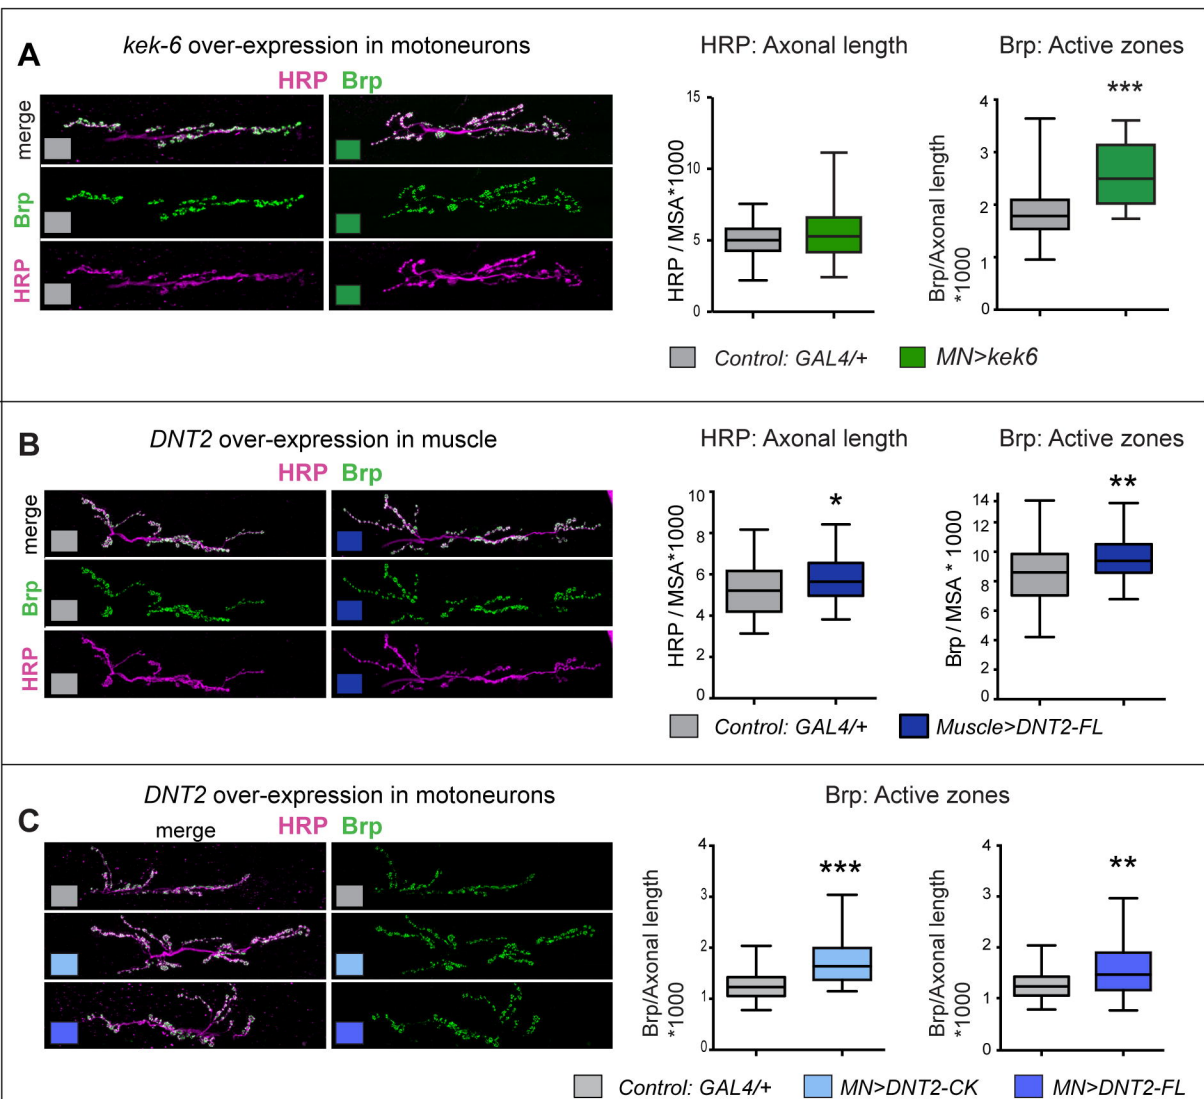 A
kek-6 over-expression in motoneurons
HRP Brp
merge
Brp
HRP
HRP: Axonal length
HRP / MSA*1000
15
10
5
0
Brp: Active zones
***
Brp/Axonal length
*1000
4
3
2
1
0
Control: GAL4/+
MN>kek6
B
DNT2 over-expression in muscle
HRP Brp
merge
Brp
HRP
HRP: Axonal length
*
HRP / MSA*1000
10
8
6
4
2
0
Brp: Active zones
**
Brp / MSA * 1000
14
12
10
8
6
4
2
0
Control: GAL4/+
Muscle>DNT2-FL
C
DNT2 over-expression in motoneurons
merge
HRP Brp
Brp: Active zones
***
Brp/Axonal length
*1000
4
3
2
1
0
**
Brp/Axonal length
*1000
4
3
2
1
0
Control: GAL4/+
MN>DNT2-CK
MN>DNT2-FL